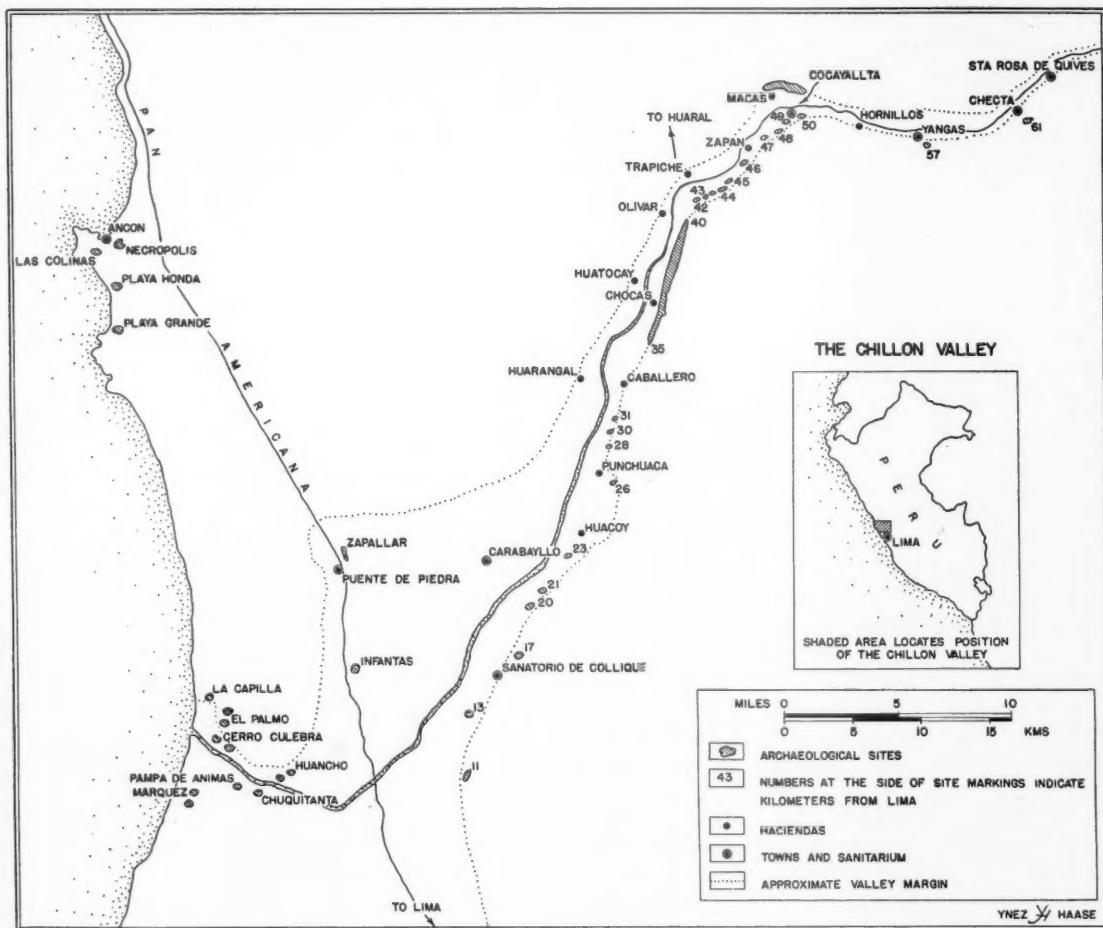 PAN
AMERICANA
ANCON
NECROPOLIS
LAS COLINAS
PLAYA HONDA
PLAYA GRANDE
ZAPALLAR
PUENTE DE PIEDRA
INFANTAS
LA CAPILLA
EL PALMO
CERRO CULEBRA
HUANCHO
PAMPA DE ANIMAS
MARQUEZ
CHUQUITANTA
TO LIMA
STA ROSA DE QUIVES
CHECTA
61
COCAYALLTA
MACAS
HORNILLOS
YANGAS
57
TO HUARAL
49
50
48
47
ZAPAN
46
TRAPICHE
45
44
43
42
OLIVAR
40
HUATOCAY
CHOCAS
35
HUARANGAL
CABALLERO
31
30
28
PUNCHUACA
26
HUACOY
23
CARABAYLLO
21
20
17
SANATORIO DE COLLIQUE
13
11
THE CHILLON VALLEY
PERU
LIMA
SHADED AREA LOCATES POSITION
OF THE CHILLON VALLEY
MILES 0 5 10
0 5 10 15 KMS
ARCHAEOLOGICAL SITES
43 NUMBERS AT THE SIDE OF SITE MARKINGS INDICATE
KILOMETERS FROM LIMA
HACIENDAS
TOWNS AND SANITARIUM
APPROXIMATE VALLEY MARGIN
YNEZ HAASE